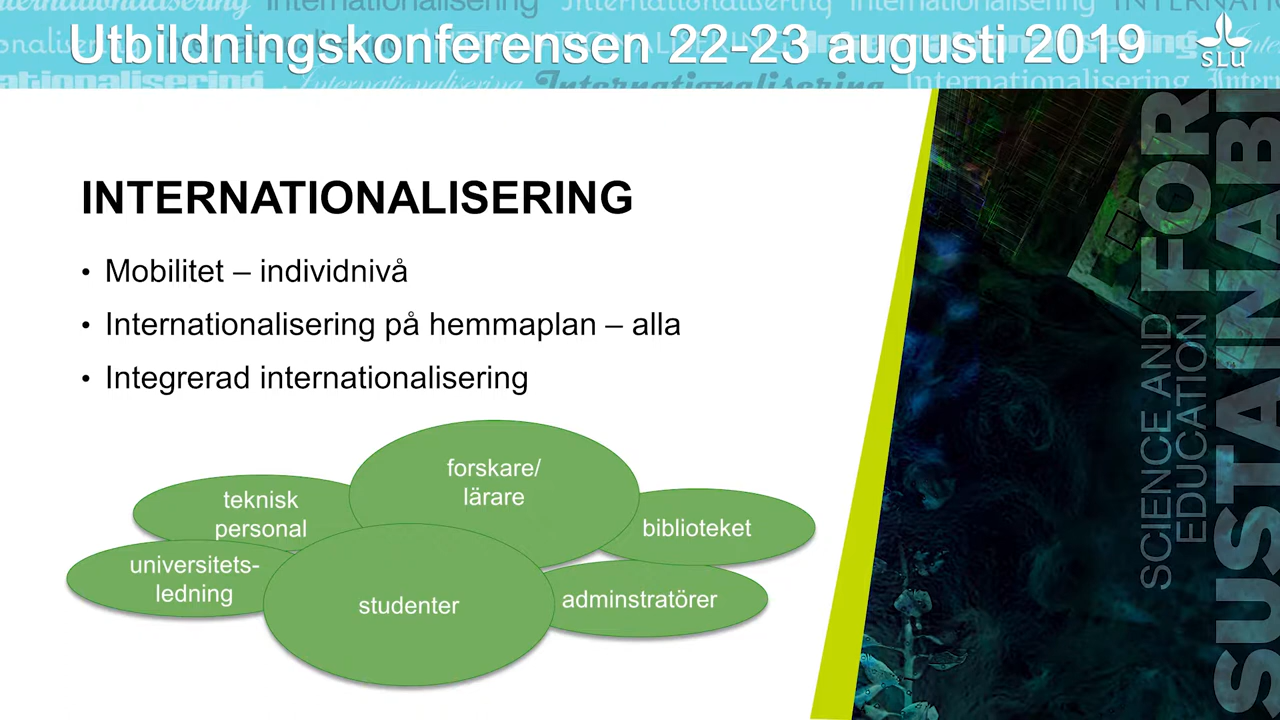 Internationalisering
Utbildningskonferensen 22-23 augusti 2019
SLU
INTERNATIONALISERING
• Mobilitet – individnivå
• Internationalisering på hemmaplan – alla
• Integrerad internationalisering
forskare/
lärare
teknisk
personal
biblioteket
universitets-
ledning
studenter
adminstratörer
SCIENCE AND
EDUCATION
FOR
SUSTAINABI